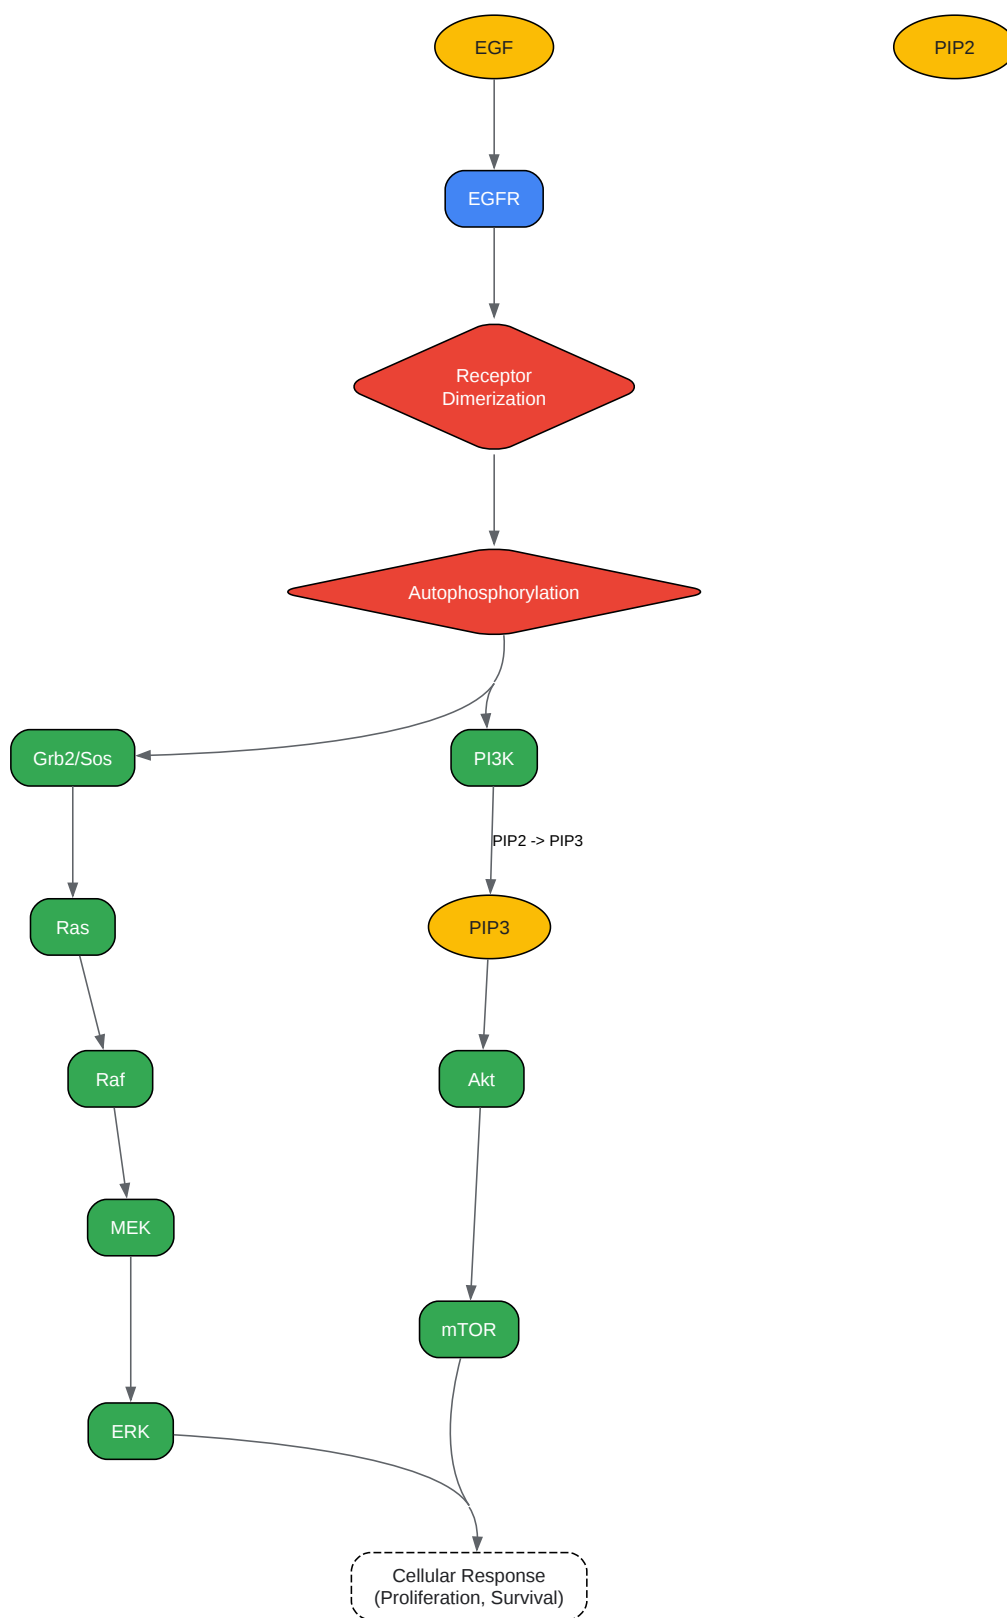 EGF
PIP2
EGFR
Receptor
Dimerization
Autophosphorylation
Grb2/Sos
PI3K
PIP2 -> PIP3
Ras
PIP3
Raf
Akt
MEK
mTOR
ERK
Cellular Response
(Proliferation, Survival)